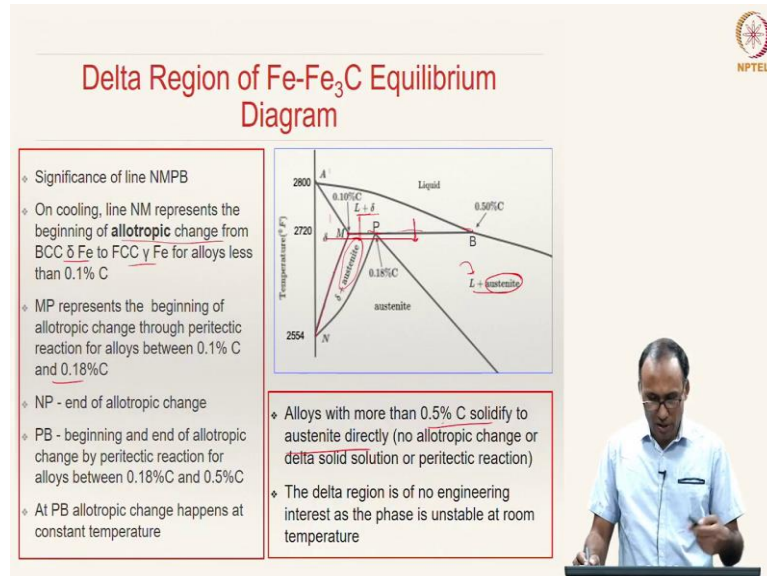 NPTEL
Delta Region of Fe-Fe3C Equilibrium
Diagram
Significance of line NMPB
On cooling, line NM represents the
beginning of allotropic change from
BCC δ Fe to FCC γ Fe for alloys less
than 0.1% C
MP represents the beginning of
allotropic change through peritectic
reaction for alloys between 0.1% C
and 0.18%C
NP - end of allotropic change
PB - beginning and end of allotropic
change by peritectic reaction for
alloys between 0.18%C and 0.5%C
At PB allotropic change happens at
constant temperature
Temperature(°F)
2800
A
Liquid
0.10%C
L + δ
0.50%C
2720
δ
M
P
B
0.18%C
δ + austenite
L + austenite
austenite
2554
N
Alloys with more than 0.5% C solidify to
austenite directly (no allotropic change or
delta solid solution or peritectic reaction)
The delta region is of no engineering
interest as the phase is unstable at room
temperature